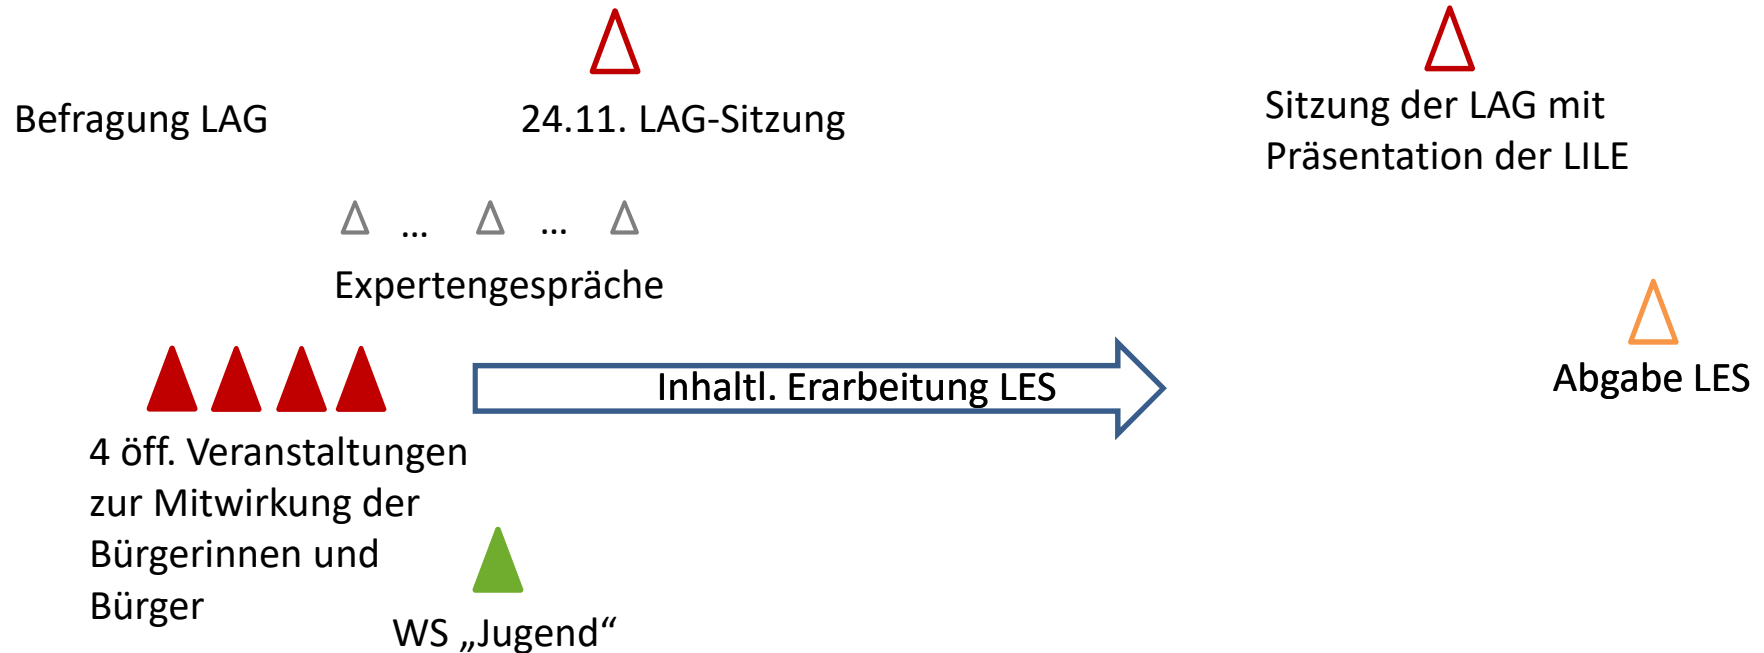 Befragung LAG
24.11. LAG-Sitzung
Sitzung der LAG mit
Präsentation der LILE
... ...
Expertengespräche
Inhaltl. Erarbeitung LES
Abgabe LES
4 öff. Veranstaltungen
zur Mitwirkung der
Bürgerinnen und
Bürger
WS „Jugend“